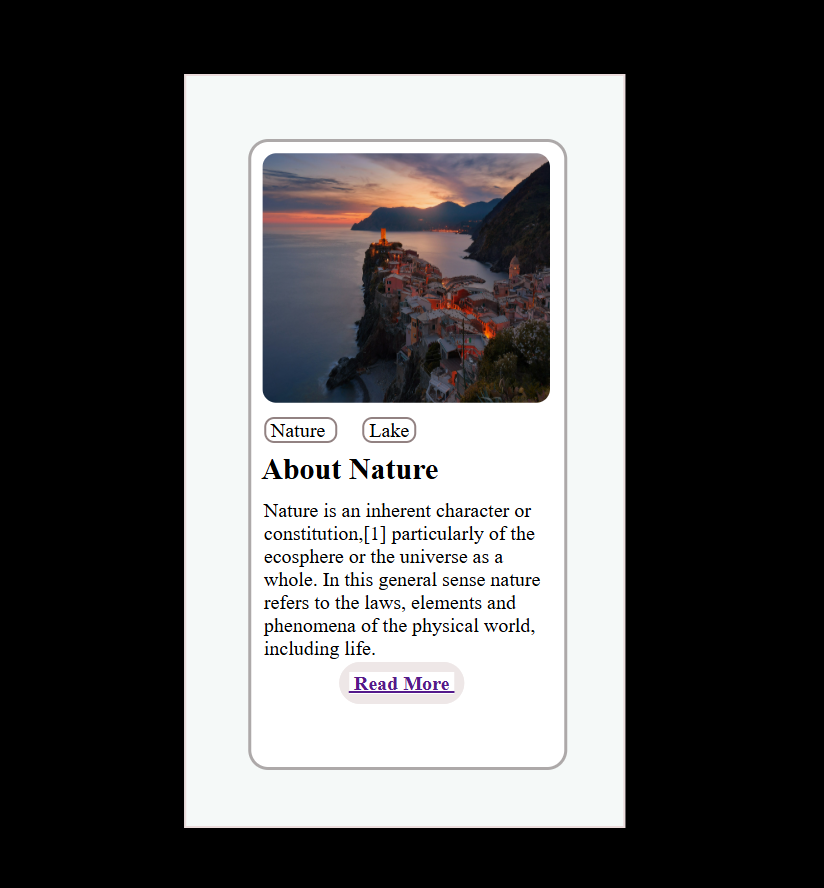 Nature Lake
About Nature
Nature is an inherent character or
constitution,[1] particularly of the
ecosphere or the universe as a
whole. In this general sense nature
refers to the laws, elements and
phenomena of the physical world,
including life.
Read More